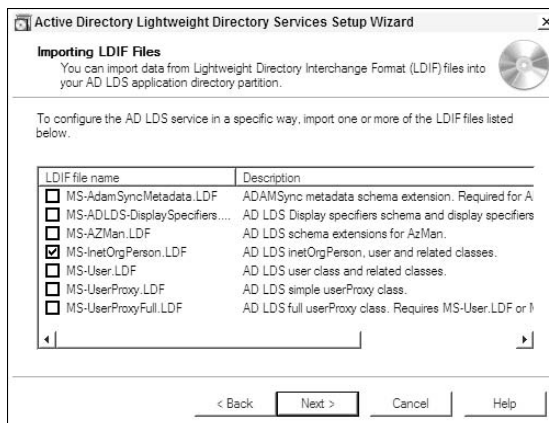 Active Directory Lightweight Directory Services Setup Wizard
Importing LDIF Files
You can import data from Lightweight Directory Interchange Format (LDIF) files into
your AD LDS application directory partition.
To configure the AD LDS service in a specific way, import one or more of the LDIF files listed
below.
LDIF file name Description
MS-AdamSyncMetadata.LDF ADAMSync metadata schema extension. Required for A
MS-ADLDS-DisplaySpecifiers.... AD LDS Display specifiers schema and display specifiers
MS-AZMan.LDF AD LDS schema extensions for AzMan.
MS-InetOrgPerson.LDF AD LDS inetOrgPerson, user and related classes.
MS-User.LDF AD LDS user class and related classes.
MS-UserProxy.LDF AD LDS simple userProxy class.
MS-UserProxyFull.LDF AD LDS full userProxy class. Requires MS-User.LDF or
< Back Next > Cancel Help